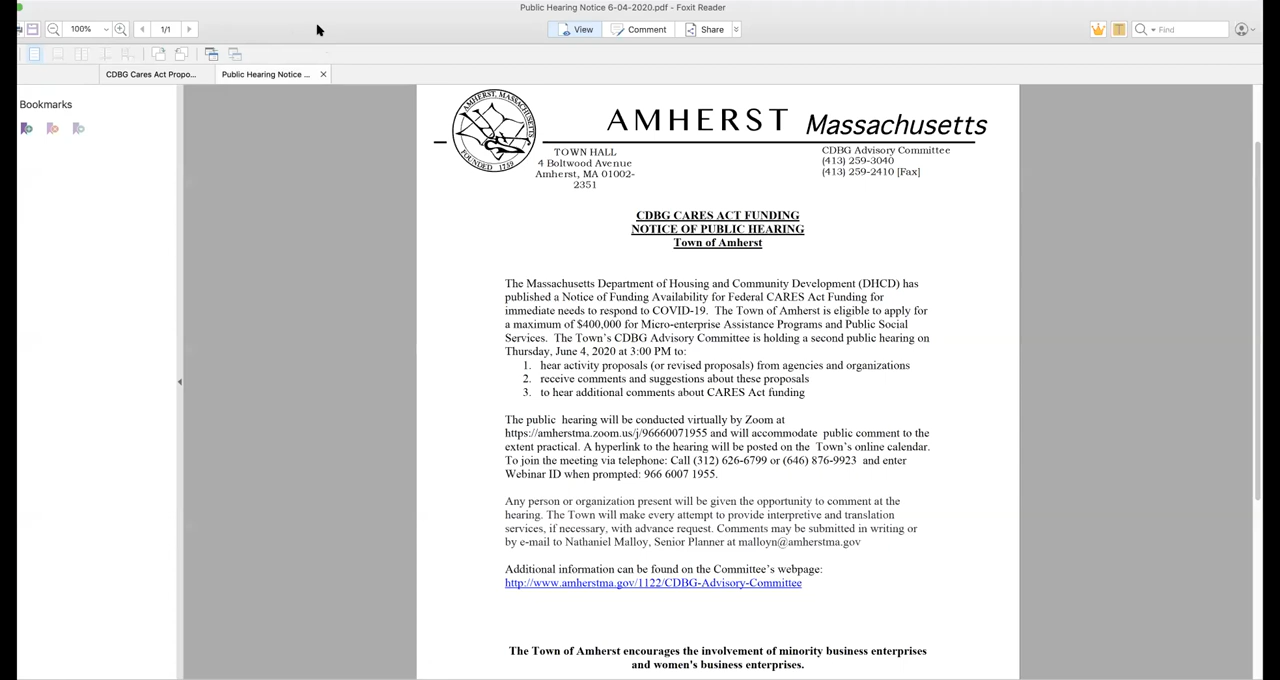 Public Hearing Notice 6-04-2020.pdf - Foxit Reader
100%
1/1
View
Comment
Share
Find
CDBG Cares Act Propo...
Public Hearing Notice ...
Bookmarks
AMHERST, MASSACHUSETTS
FOUNDED 1759
AMHERST Massachusetts
TOWN HALL
4 Boltwood Avenue
Amherst, MA 01002-
2351
CDBG Advisory Committee
(413) 259-3040
(413) 259-2410 [Fax]
CDBG CARES ACT FUNDING
NOTICE OF PUBLIC HEARING
Town of Amherst
The Massachusetts Department of Housing and Community Development (DHCD) has
published a Notice of Funding Availability for Federal CARES Act Funding for
immediate needs to respond to COVID-19. The Town of Amherst is eligible to apply for
a maximum of $400,000 for Micro-enterprise Assistance Programs and Public Social
Services. The Town's CDBG Advisory Committee is holding a second public hearing on
Thursday, June 4, 2020 at 3:00 PM to:
1. hear activity proposals (or revised proposals) from agencies and organizations
2. receive comments and suggestions about these proposals
3. to hear additional comments about CARES Act funding
The public hearing will be conducted virtually by Zoom at
https://amherstma.zoom.us/j/96660071955 and will accommodate public comment to the
extent practical. A hyperlink to the hearing will be posted on the Town's online calendar.
To join the meeting via telephone: Call (312) 626-6799 or (646) 876-9923 and enter
Webinar ID when prompted: 966 6007 1955.
Any person or organization present will be given the opportunity to comment at the
hearing. The Town will make every attempt to provide interpretive and translation
services, if necessary, with advance request. Comments may be submitted in writing or
by e-mail to Nathaniel Malloy, Senior Planner at malloyn@amherstma.gov
Additional information can be found on the Committee's webpage:
http://www.amherstma.gov/1122/CDBG-Advisory-Committee
The Town of Amherst encourages the involvement of minority business enterprises
and women's business enterprises.